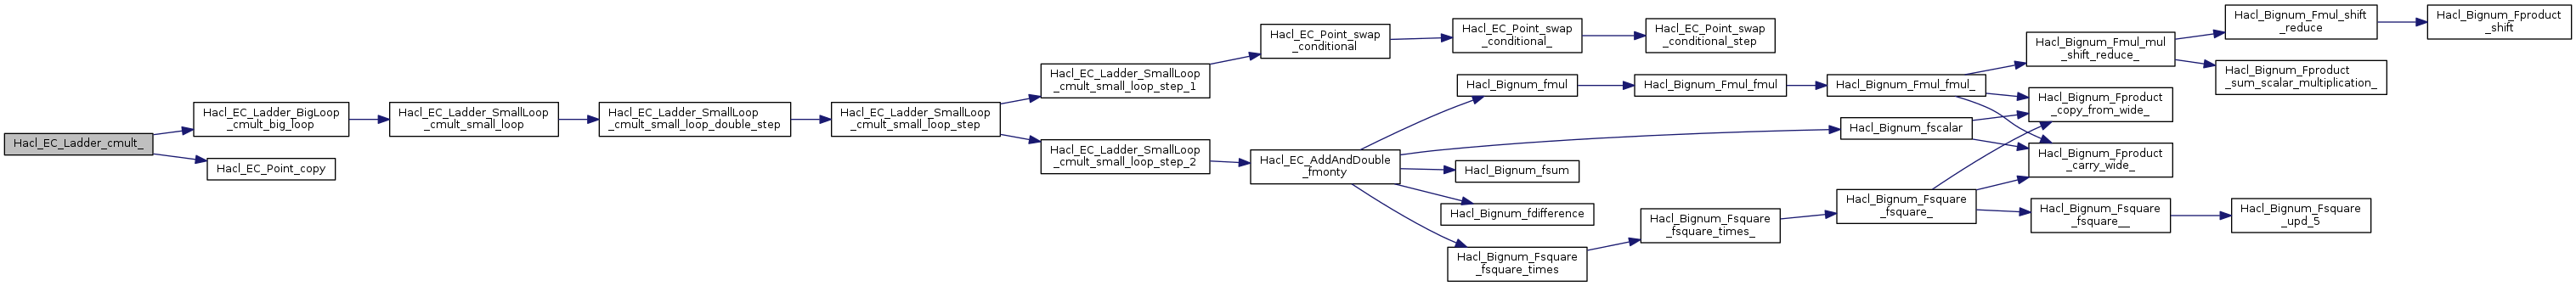 Hacl_EC_Ladder_cmult_
Hacl_EC_Ladder_BigLoop
_cmult_big_loop
Hacl_EC_Point_copy
Hacl_EC_Ladder_SmallLoop
_cmult_small_loop
Hacl_EC_Ladder_SmallLoop
_cmult_small_loop_double_step
Hacl_EC_Ladder_SmallLoop
_cmult_small_loop_step
Hacl_EC_Ladder_SmallLoop
_cmult_small_loop_step_1
Hacl_EC_Ladder_SmallLoop
_cmult_small_loop_step_2
Hacl_EC_Point_swap
_conditional
Hacl_EC_Point_swap
_conditional_
Hacl_EC_Point_swap
_conditional_step
Hacl_EC_AddAndDouble
_fmonty
Hacl_Bignum_fmul
Hacl_Bignum_Fmul_fmul
Hacl_Bignum_Fmul_fmul_
Hacl_Bignum_Fmul_mul
_shift_reduce_
Hacl_Bignum_Fmul_shift
_reduce
Hacl_Bignum_Fproduct
_shift
Hacl_Bignum_Fproduct
_sum_scalar_multiplication_
Hacl_Bignum_Fproduct
_copy_from_wide_
Hacl_Bignum_Fproduct
_carry_wide_
Hacl_Bignum_fscalar
Hacl_Bignum_fsum
Hacl_Bignum_fdifference
Hacl_Bignum_Fsquare
_fsquare_times
Hacl_Bignum_Fsquare
_fsquare_times_
Hacl_Bignum_Fsquare
_fsquare_
Hacl_Bignum_Fsquare
_fsquare__
Hacl_Bignum_Fsquare
_upd_5